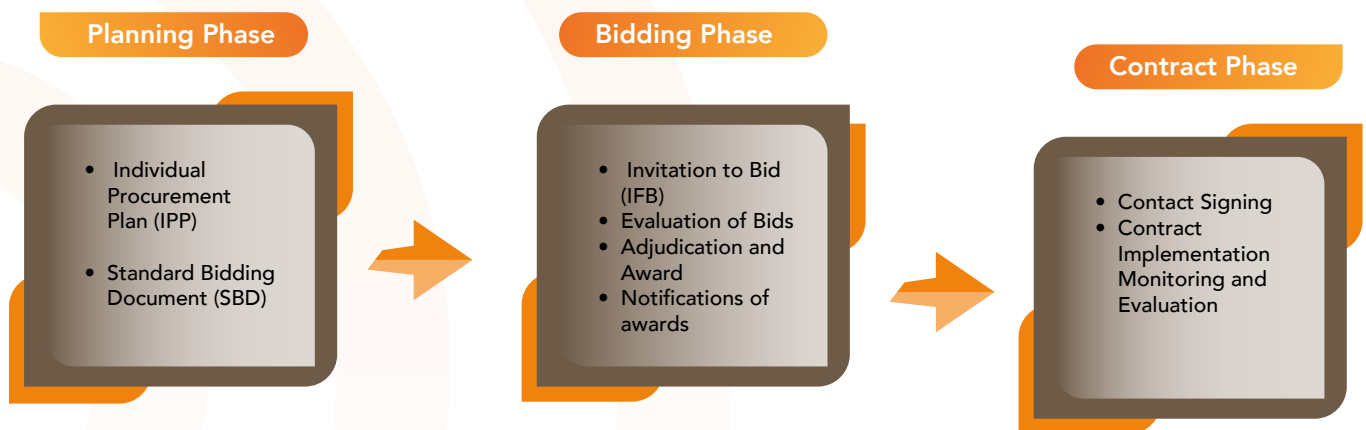 Planning Phase
• Individual
Procurement
Plan (IPP)
• Standard Bidding
Document (SBD)
Bidding Phase
• Invitation to Bid
(IFB)
• Evaluation of Bids
• Adjudication and
Award
• Notifications of
awards
Contract Phase
• Contact Signing
• Contract
Implementation
Monitoring and
Evaluation